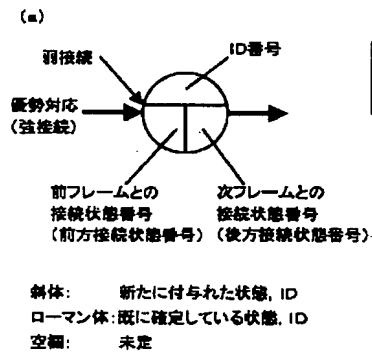 (a)
ID番号
弱接続
優勢対応
(強接続)
前フレームとの
接続状態番号
(前方接続状態番号)
次フレームとの
接続状態番号
(後方接続状態番号)
斜体: 新たに付与れた状態, ID
ローマン体:既に確定している状態, ID
空欄: 未定